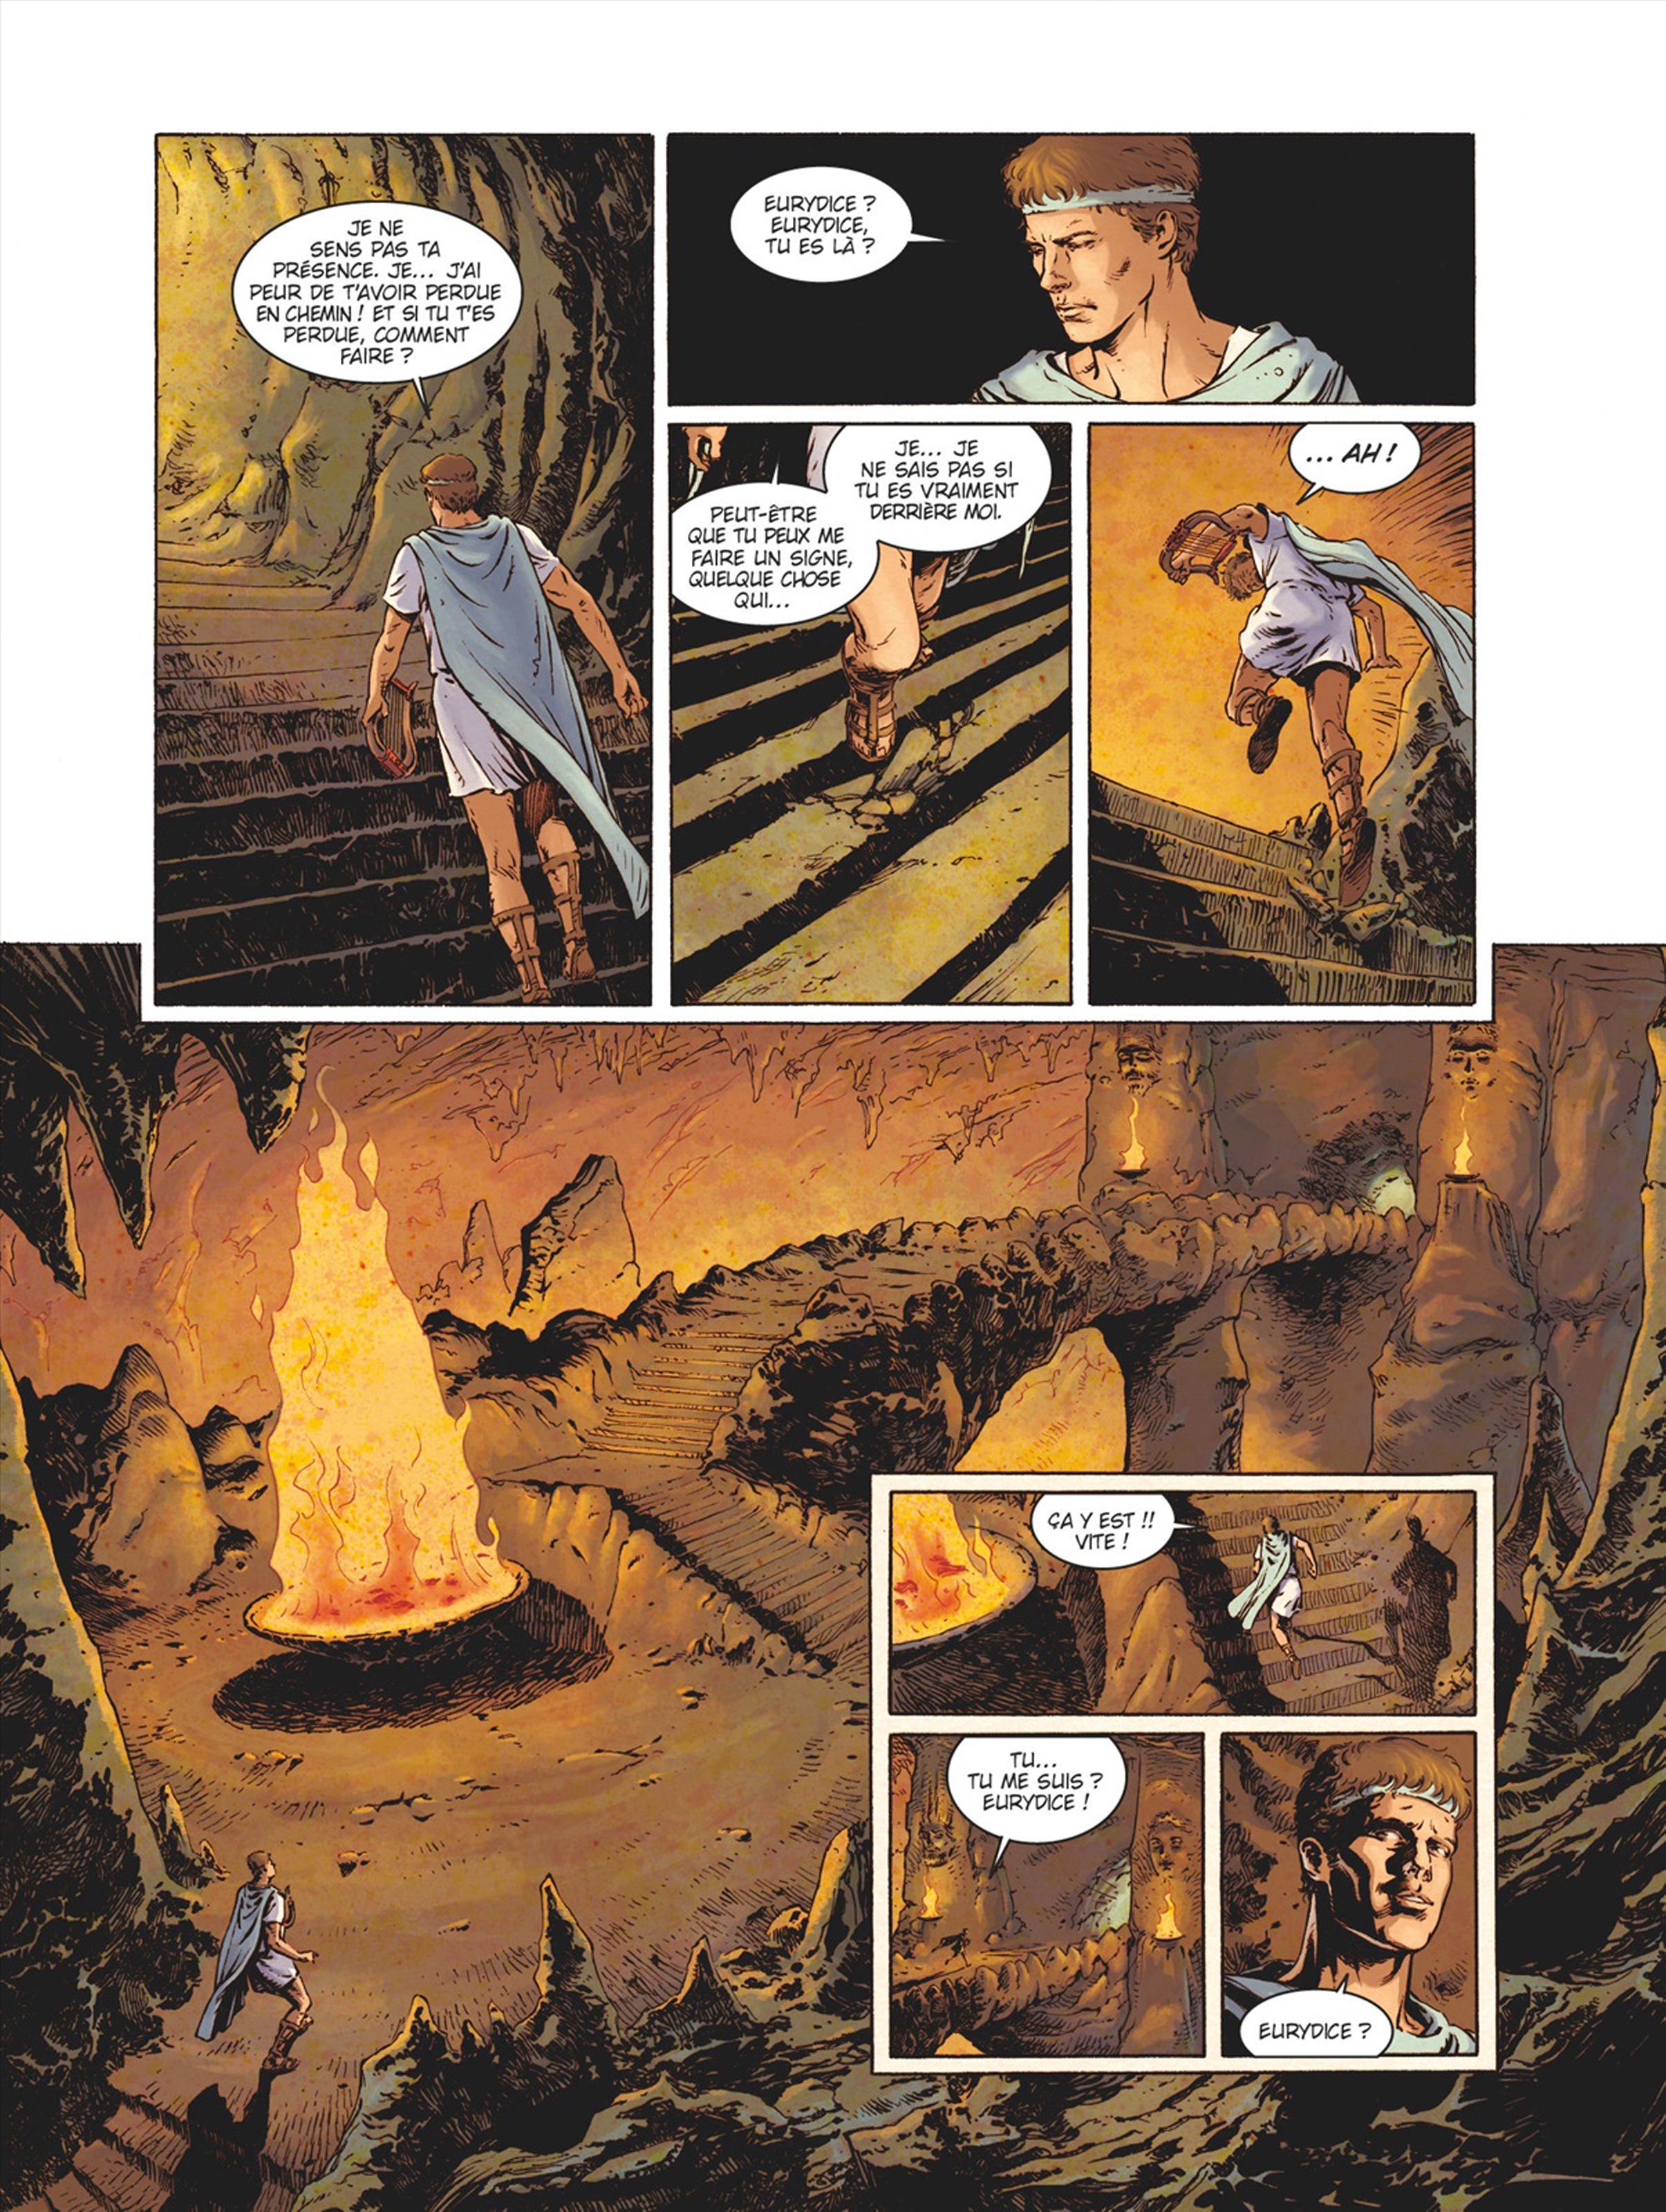 JE NE
SENS PAS TA
PRÉSENCE. JE... J'AI
PEUR DE T'AVOIR PERDUE
EN CHEMIN ! ET SI TU T'ES
PERDUE, COMMENT
FAIRE ?
EURYDICE ?
EURYDICE,
TU ES LÀ ?
JE... JE
NE SAIS PAS SI
TU ES VRAIMENT
DERRIÈRE MOI.
PEUT-ÊTRE
QUE TU PEUX ME
FAIRE UN SIGNE,
QUELQUE CHOSE
QUI...
... AH !
ÇA Y EST !!
VITE !
TU...
TU ME SUIS ?
EURYDICE !
EURYDICE ?